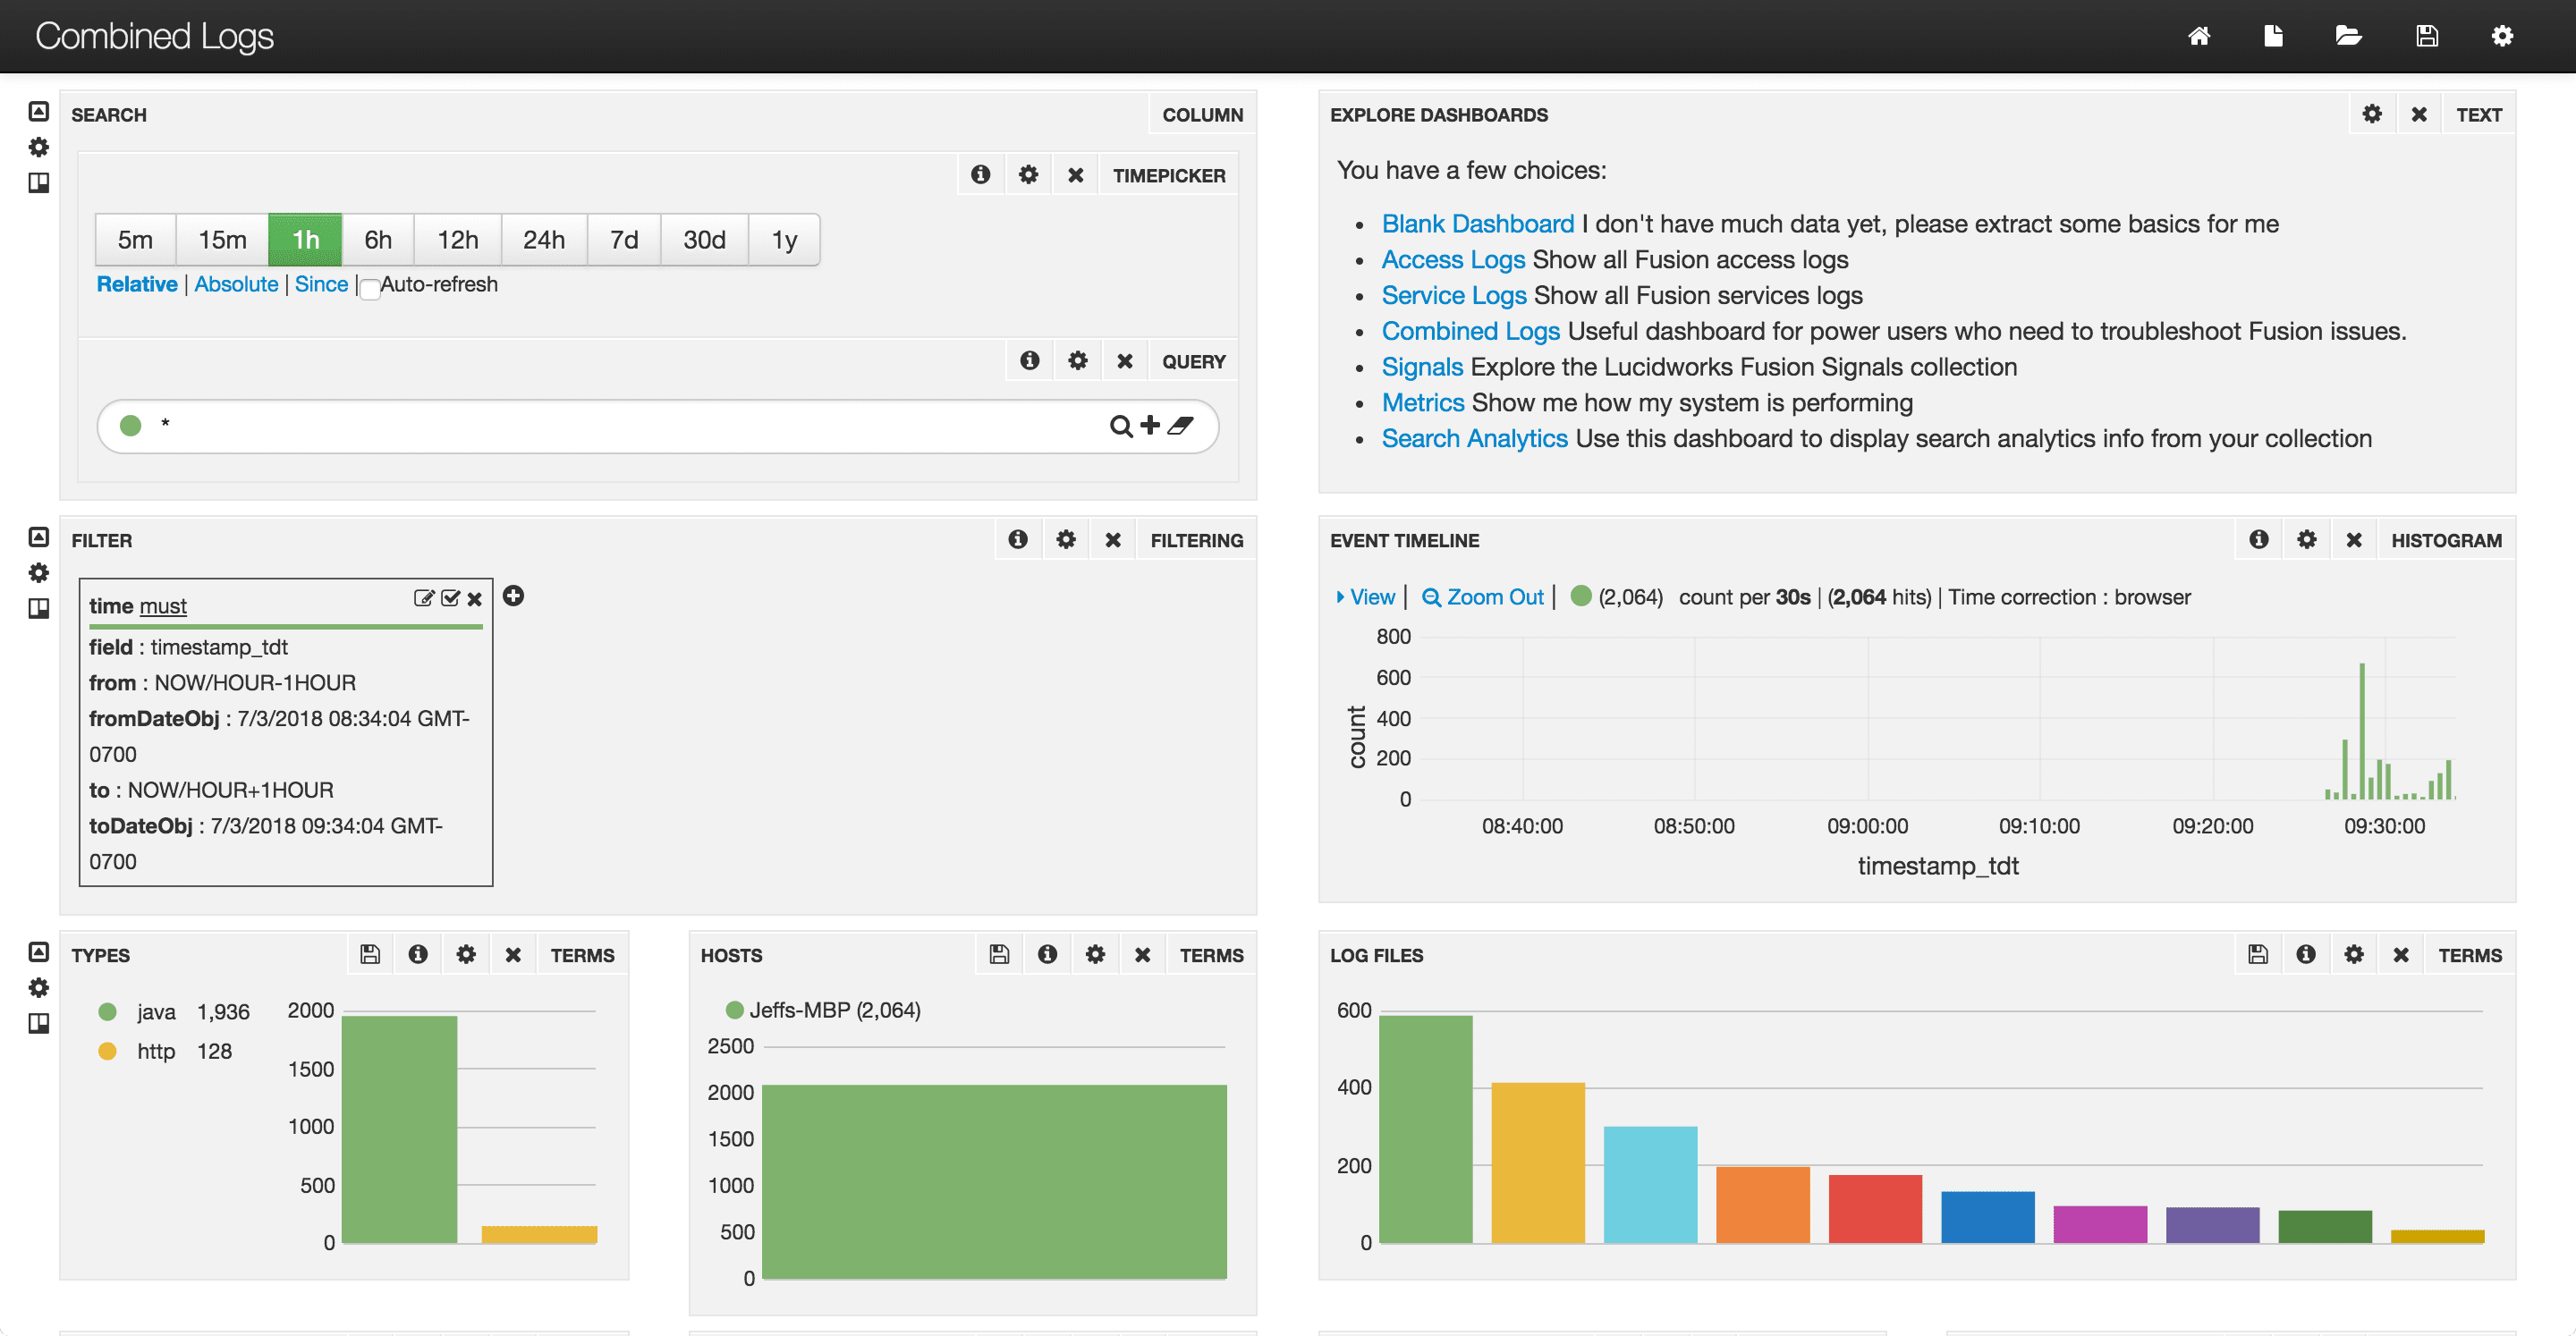 Combined Logs
SEARCH
COLUMN
TIMEPICKER
5m 15m 1h 6h 12h 24h 7d 30d 1y
Relative | Absolute | Since | Auto-refresh
QUERY
*
EXPLORE DASHBOARDS
TEXT
You have a few choices:
• Blank Dashboard I don't have much data yet, please extract some basics for me
• Access Logs Show all Fusion access logs
• Service Logs Show all Fusion services logs
• Combined Logs Useful dashboard for power users who need to troubleshoot Fusion issues.
• Signals Explore the Lucidworks Fusion Signals collection
• Metrics Show me how my system is performing
• Search Analytics Use this dashboard to display search analytics info from your collection
FILTER
FILTERING
time must
field : timestamp_tdt
from : NOW/HOUR-1HOUR
fromDateObj : 7/3/2018 08:34:04 GMT-
0700
to : NOW/HOUR+1HOUR
toDateObj : 7/3/2018 09:34:04 GMT-
0700
EVENT TIMELINE
HISTOGRAM
View | Zoom Out | (2,064) count per 30s | (2,064 hits) | Time correction : browser
800
600
400
200
0
count
08:40:00 08:50:00 09:00:00 09:10:00 09:20:00 09:30:00
timestamp_tdt
TYPES
TERMS
java 1,936
http 128
2000
1500
1000
500
0
HOSTS
TERMS
Jeffs-MBP (2,064)
2500
2000
1500
1000
500
0
LOG FILES
TERMS
600
400
200
0